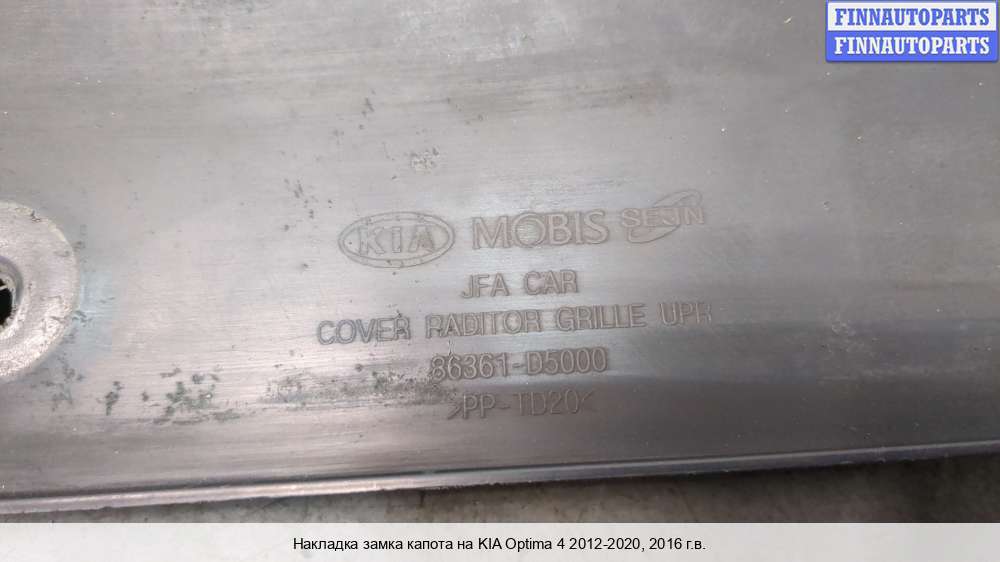 FINNAUTOPARTS
FINNAUTOPARTS
KIA MOBIS SEJIN
JFA CAR
COVER RADITOR GRILLE UPR
86361-D5000
>PP-TD20<
Накладка замка капота на KIA Optima 4 2012-2020, 2016 г.в.